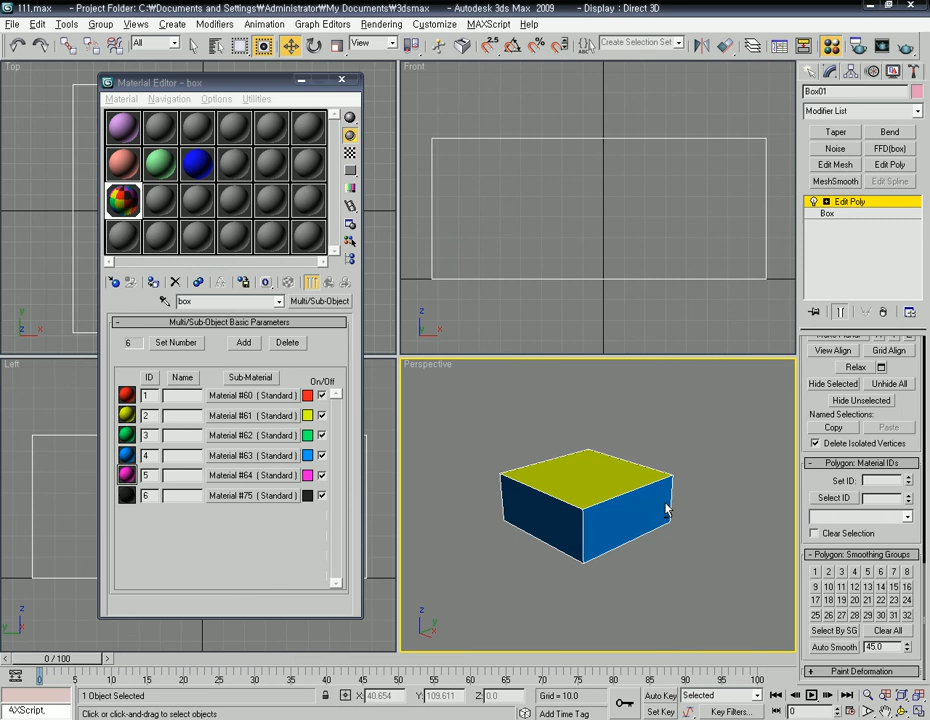 111.max - Project Folder: C:₩Documents and Settings₩Administrator₩My Documents₩3dsmax - Autodesk 3ds Max 2009 - Display : Direct 3D
File Edit Tools Group Views Create Modifiers Animation Graph Editors Rendering Customize MAXScript Help
All View 2.5 Create Selection Set
Top
Front
Material Editor - box
Material Navigation Options Utilities
box Multi/Sub-Object
- Multi/Sub-Object Basic Parameters
6 Set Number Add Delete
ID Name Sub-Material On/Off
1 Material #60 ( Standard )
2 Material #61 ( Standard )
3 Material #62 ( Standard )
4 Material #63 ( Standard )
5 Material #64 ( Standard )
6 Material #75 ( Standard )
Left
Perspective
z y x
Box01
Modifier List
Taper Bend
Noise FFD(box)
Edit Mesh Edit Poly
MeshSmooth Edit Spline
Edit Poly
Box
View Align Grid Align
Relax
Hide Selected Unhide All
Hide Unselected
Named Selections:
Copy Paste
Delete Isolated Vertices
- Polygon: Material IDs
Set ID:
Select ID
Clear Selection
- Polygon: Smoothing Groups
1 2 3 4 5 6 7 8
9 10 11 12 13 14 15 16
17 18 19 20 21 22 23 24
25 26 27 28 29 30 31 32
Select By SG Clear All
Auto Smooth 45.0
+ Paint Deformation
0 / 100
0 5 10 15 20 25 30 35 40 45 50 55 60 65 70 75 80 85 90 95 100
1 Object Selected X: 40.654 Y: 109.611 Z: 0.0 Grid = 10.0 Auto Key Selected
AXScript. Click or click-and-drag to select objects Add Time Tag Set Key Key Filters... 0